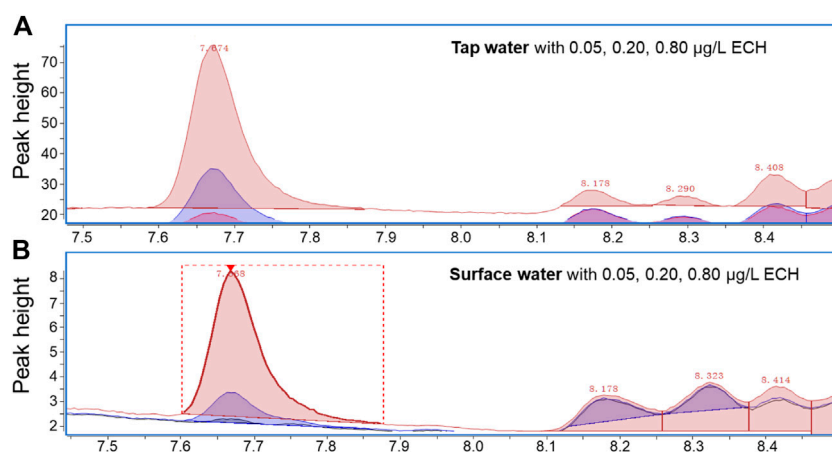 A
Tap water with 0.05, 0.20, 0.80 µg/L ECH
Peak height
70
60
50
40
30
20
7.674
8.178
8.290
8.408
7.5 7.6 7.7 7.8 7.9 8.0 8.1 8.2 8.3 8.4
B
Surface water with 0.05, 0.20, 0.80 µg/L ECH
Peak height
8
7
6
5
4
3
2
7.668
8.178
8.323
8.414
7.5 7.6 7.7 7.8 7.9 8.0 8.1 8.2 8.3 8.4